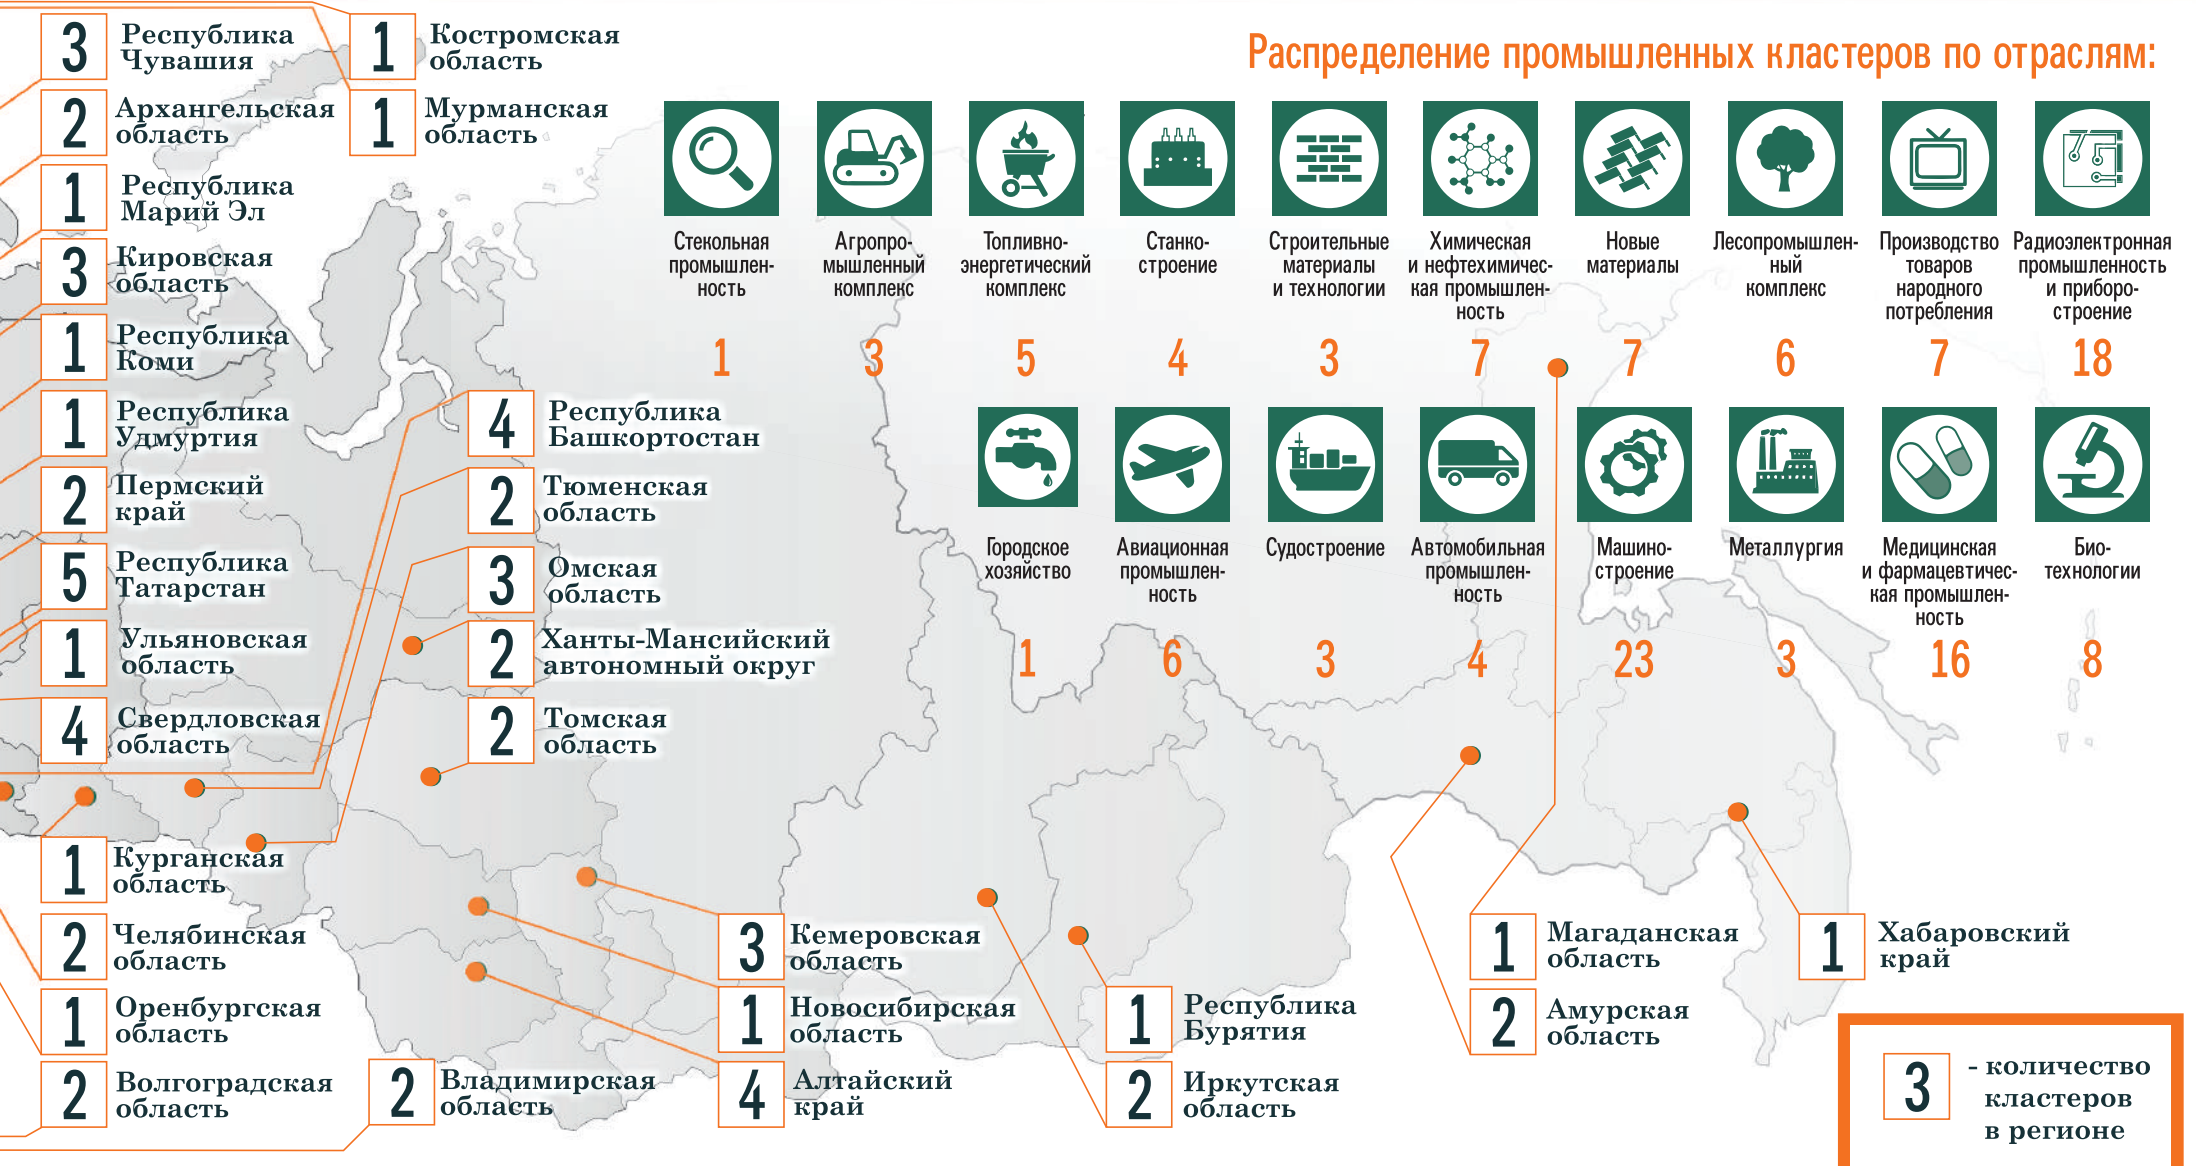 3
Республика
Чувашия
1
Костромская
область
2
Архангельская
область
1
Мурманская
область
1
Республика
Марий Эл
3
Кировская
область
1
Республика
Коми
1
Республика
Удмуртия
2
Пермский
край
5
Республика
Татарстан
1
Ульяновская
область
4
Свердловская
область
1
Курганская
область
2
Челябинская
область
1
Оренбургская
область
2
Волгоградская
область
2
Владимирская
область
4
Республика
Башкортостан
2
Тюменская
область
3
Омская
область
2
Ханты-Мансийский
автономный округ
2
Томская
область
3
Кемеровская
область
1
Новосибирская
область
4
Алтайский
край
1
Республика
Бурятия
2
Иркутская
область
1
Магаданская
область
2
Амурская
область
1
Хабаровский
край
Распределение промышленных кластеров по отраслям:
Стекольная
промышлен-
ность
1
Агропро-
мышленный
комплекс
3
Топливно-
энергетический
комплекс
5
Станко-
строение
4
Строительные
материалы
и технологии
3
Химическая
и нефтехимичес-
кая промышлен-
ность
7
Новые
материалы
7
Лесопромышлен-
ный
комплекс
6
Производство
товаров
народного
потребления
7
Радиоэлектронная
промышленность
и приборо-
строение
18
Городское
хозяйство
1
Авиационная
промышлен-
ность
6
Судостроение
3
Автомобильная
промышлен-
ность
4
Машино-
строение
23
Металлургия
3
Медицинская
и фармацевтичес-
кая промышлен-
ность
16
Био-
технологии
8
3
- количество
кластеров
в регионе